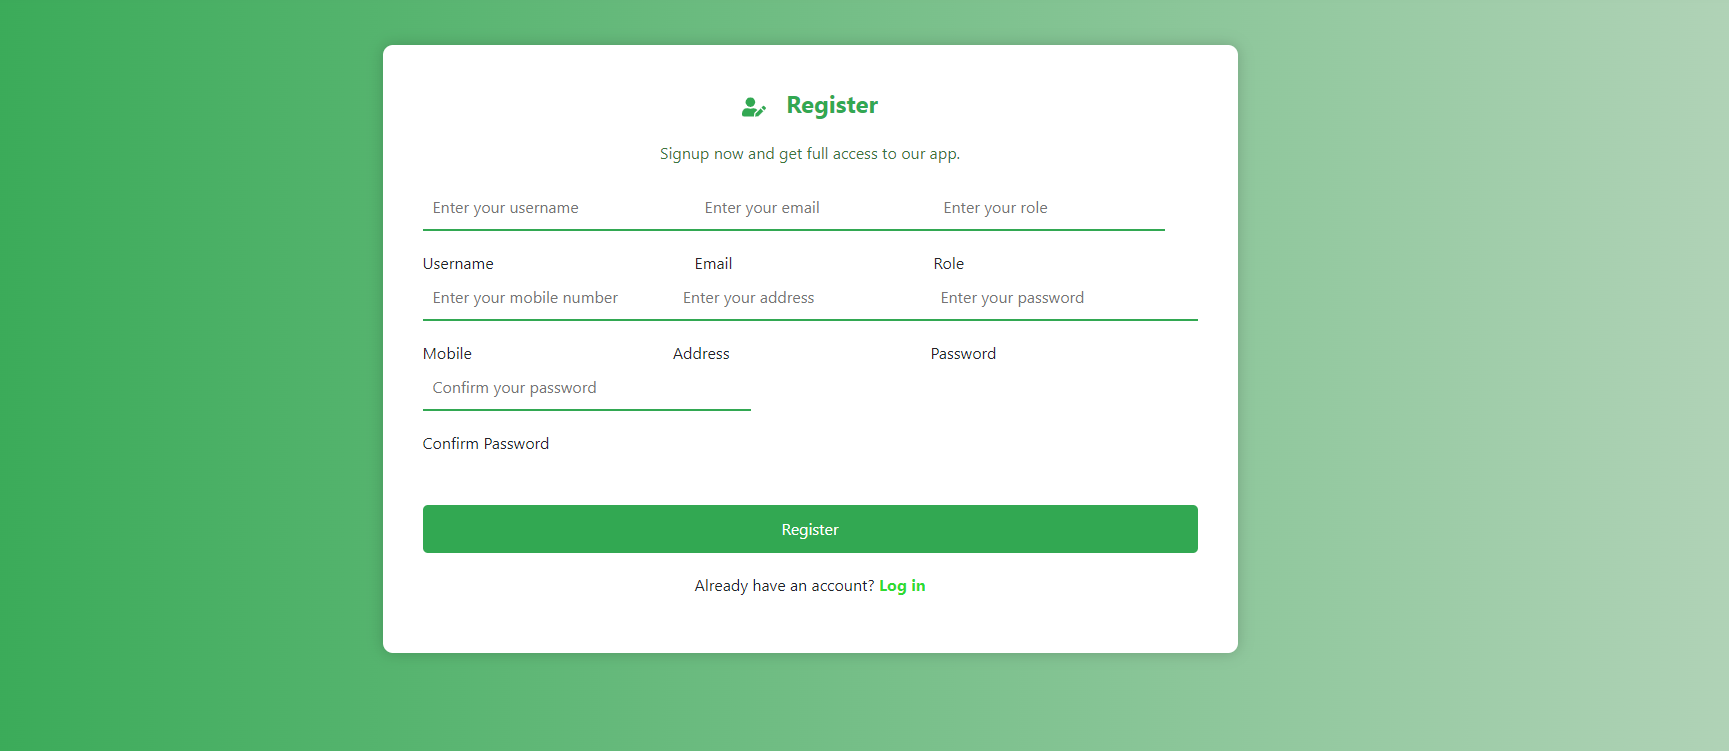 Register
Signup now and get full access to our app.
Enter your username Enter your email Enter your role
Username Email Role
Enter your mobile number Enter your address Enter your password
Mobile Address Password
Confirm your password
Confirm Password
Register
Already have an account? Log in